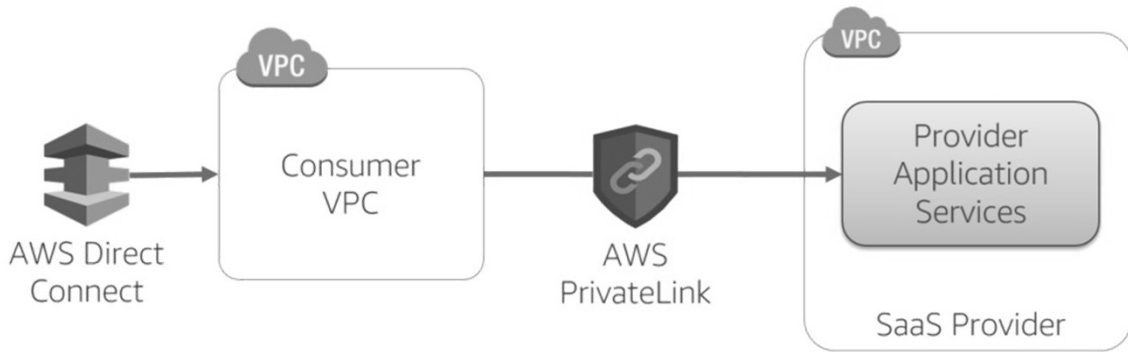 VPC
VPC
Consumer
VPC
Provider
Application
Services
AWS Direct
Connect
AWS
PrivateLink
SaaS Provider